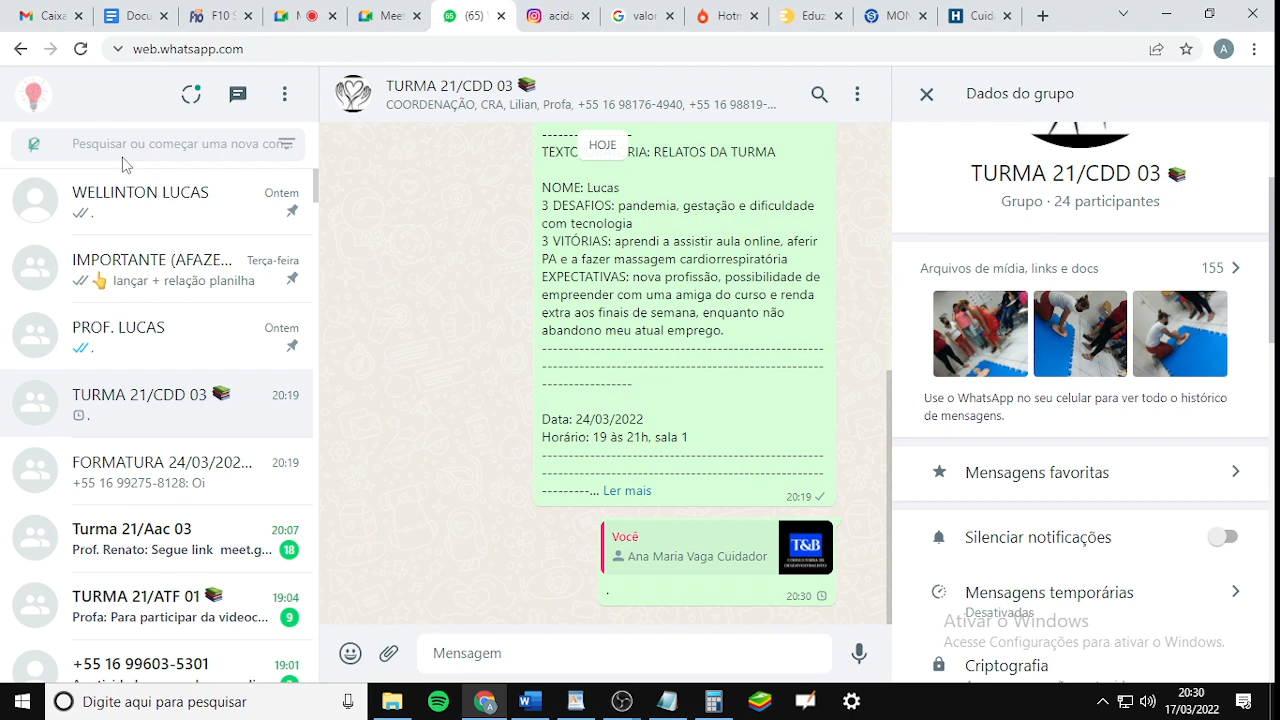 Docu
F10 S
M
Mee
(65)
acida
valo
Hotr
Eduz
MON
Cuid
web.whatsapp.com
A
Pesquisar ou começar uma nova con
WELLINTON LUCAS
Ontem
.
IMPORTANTE (AFAZE...
Terça-feira
👆 lançar + relação planilha
PROF. LUCAS
Ontem
.
TURMA 21/CDD 03 📚
20:19
.
FORMATURA 24/03/202...
20:19
+55 16 99275-8128: Oi
Turma 21/Aac 03
20:07
Prof. Renato: Segue link meet.g...
18
TURMA 21/ATF 01 📚
19:04
Profa: Para participar da videoc...
9
+55 16 99603-5301
19:01
TURMA 21/CDD 03 📚
COORDENAÇÃO, CRA, Lilian, Profa, +55 16 98176-4940, +55 16 98819-...
HOJE
RELATOS DA TURMA
NOME: Lucas
3 DESAFIOS: pandemia, gestação e dificuldade
com tecnologia
3 VITÓRIAS: aprendi a assistir aula online, aferir
PA e a fazer massagem cardiorrespiratória
EXPECTATIVAS: nova profissão, possibilidade de
empreender com uma amiga do curso e renda
extra aos finais de semana, enquanto não
abandono meu atual emprego.
------------------------------------------------
------------------------------------------------
----------------
Data: 24/03/2022
Horário: 19 às 21h, sala 1
------------------------------------------------
------------------------------------------------
---------... Ler mais
20:19
Você
Ana Maria Vaga Cuidador
T&B
.
20:30
Mensagem
Dados do grupo
TURMA 21/CDD 03 📚
Grupo · 24 participantes
Arquivos de mídia, links e docs
155
Use o WhatsApp no seu celular para ver todo o histórico
de mensagens.
Mensagens favoritas
Silenciar notificações
Mensagens temporárias
Desativadas
Ativar o Windows
Acesse Configurações para ativar o Windows.
Criptografia
Digite aqui para pesquisar
20:30
17/03/2022